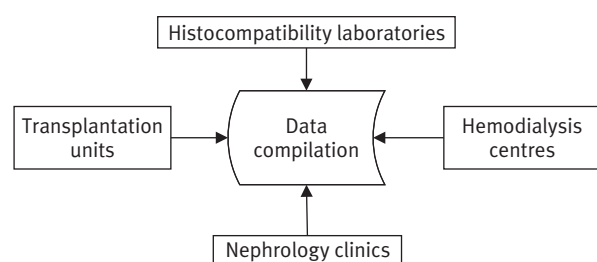 Histocompatibility laboratories
Transplantation
units
Data
compilation
Hemodialysis
centres
Nephrology clinics